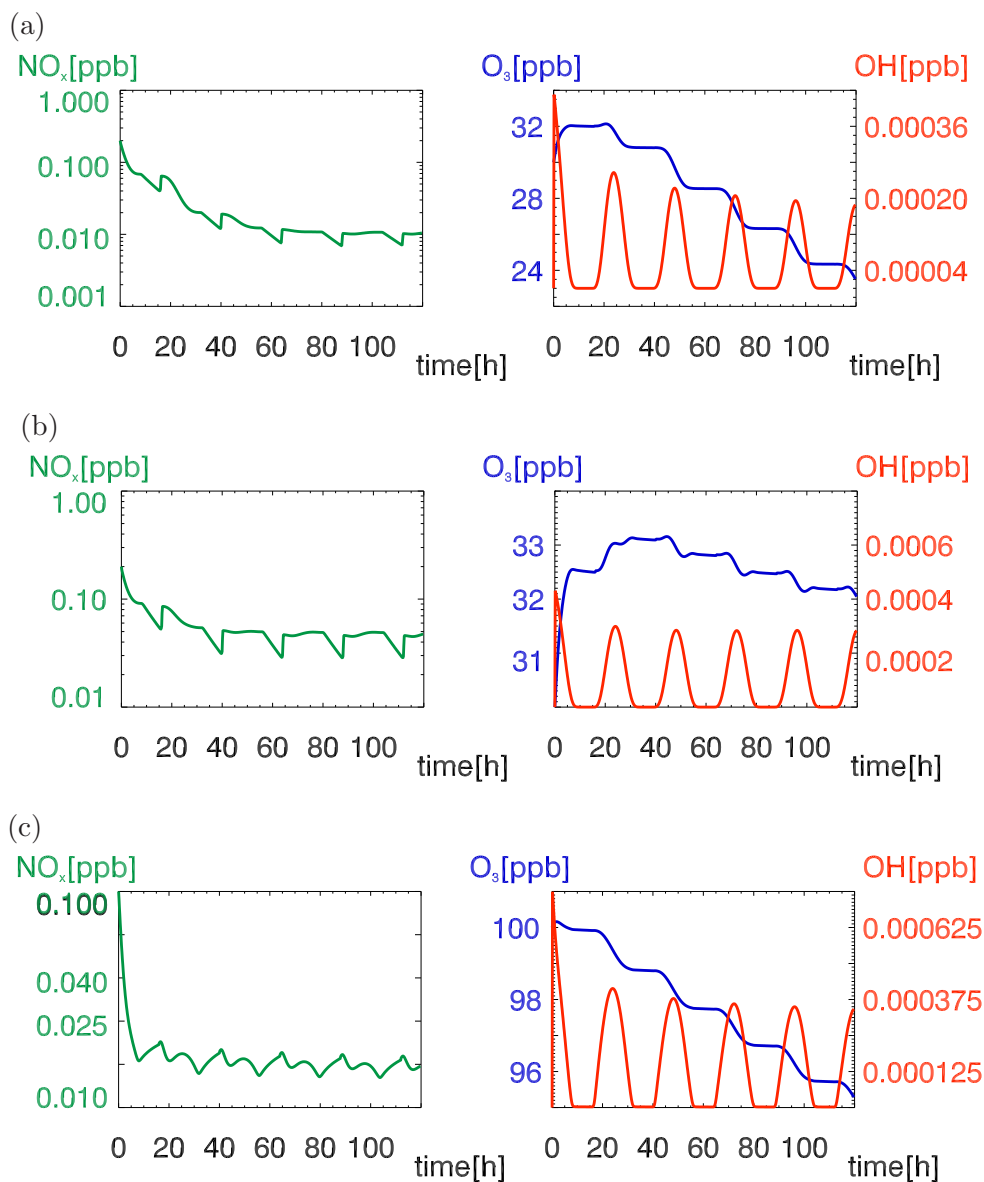 (a)
NOₓ[ppb]
1.000
0.100
0.010
0.001
0 20 40 60 80 100
time[h]
O₃[ppb]
32
28
24
OH[ppb]
0.00036
0.00020
0.00004
0 20 40 60 80 100
time[h]
(b)
NOₓ[ppb]
1.00
0.10
0.01
0 20 40 60 80 100
time[h]
O₃[ppb]
33
32
31
OH[ppb]
0.0006
0.0004
0.0002
0 20 40 60 80 100
time[h]
(c)
NOₓ[ppb]
0.100
0.040
0.025
0.010
0 20 40 60 80 100
time[h]
O₃[ppb]
100
98
96
OH[ppb]
0.000625
0.000375
0.000125
0 20 40 60 80 100
time[h]